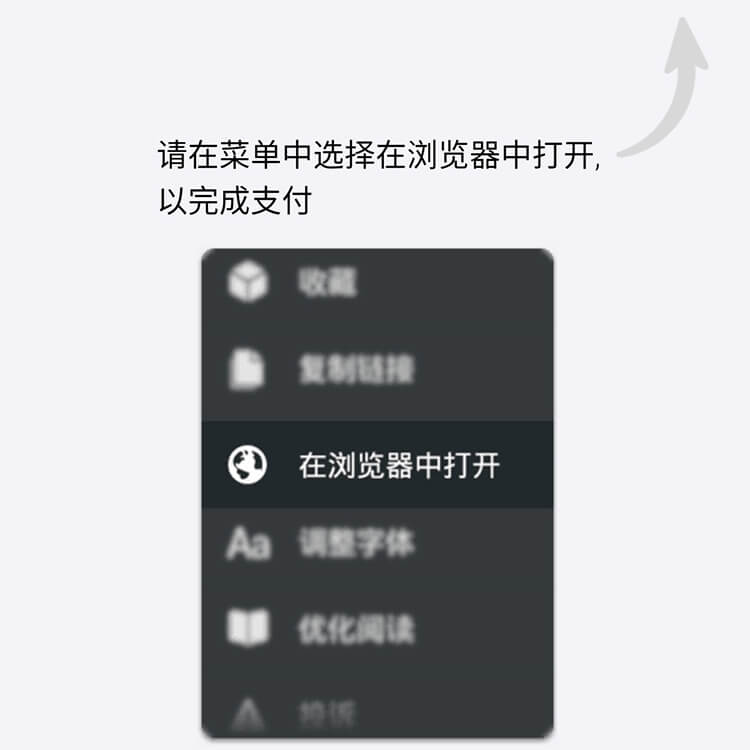 请在菜单中选择在浏览器中打开,
以完成支付
收藏
复制链接
在浏览器中打开
Aa 调整字体
优化阅读
投诉